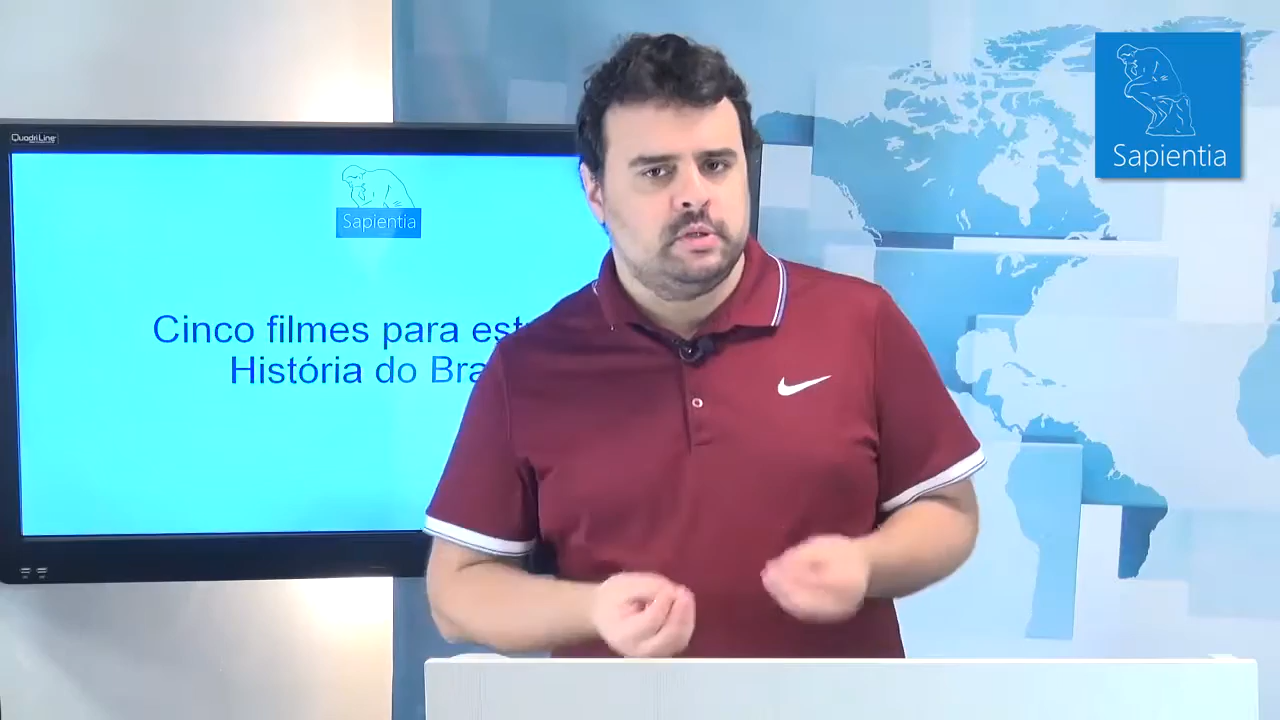 QuadriLine
Sapientia
Sapientia
Cinco filmes para est
História do Bra